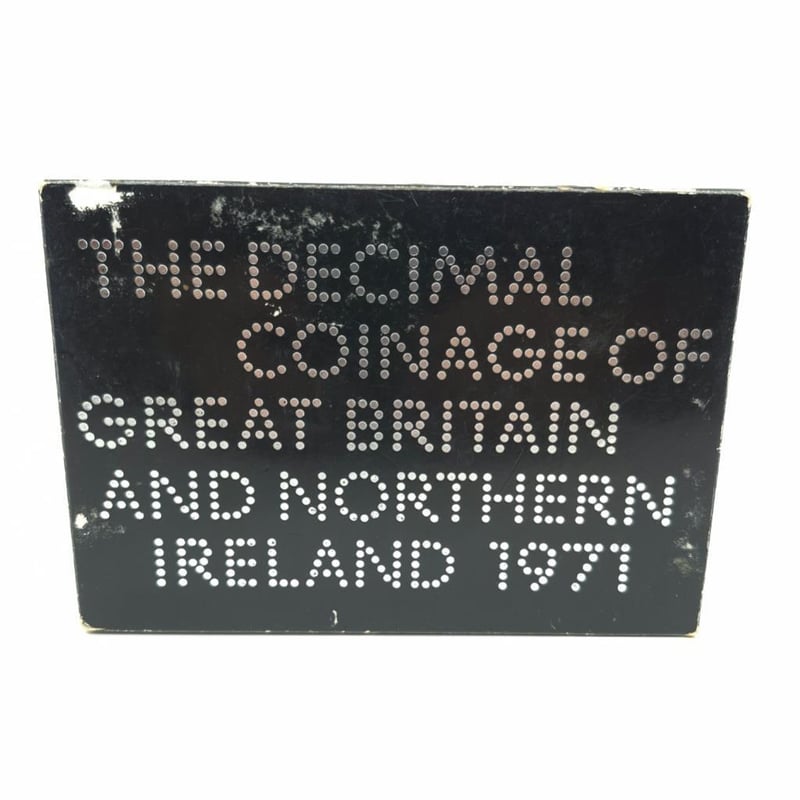 THE DECIMAL
COINAGE OF
GREAT BRITAIN
AND NORTHERN
IRELAND 1971